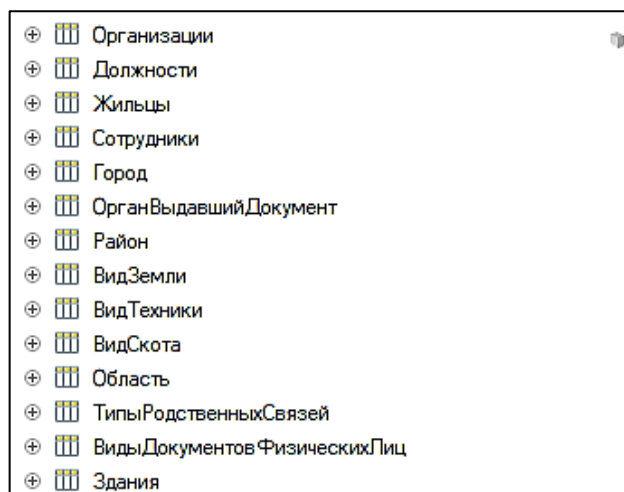 Организации
Должности
Жильцы
Сотрудники
Город
ОрганВыдавшийДокумент
Район
ВидЗемли
ВидТехники
ВидСкота
Область
ТипыРодственныхСвязей
ВидыДокументовФизическихЛиц
Здания